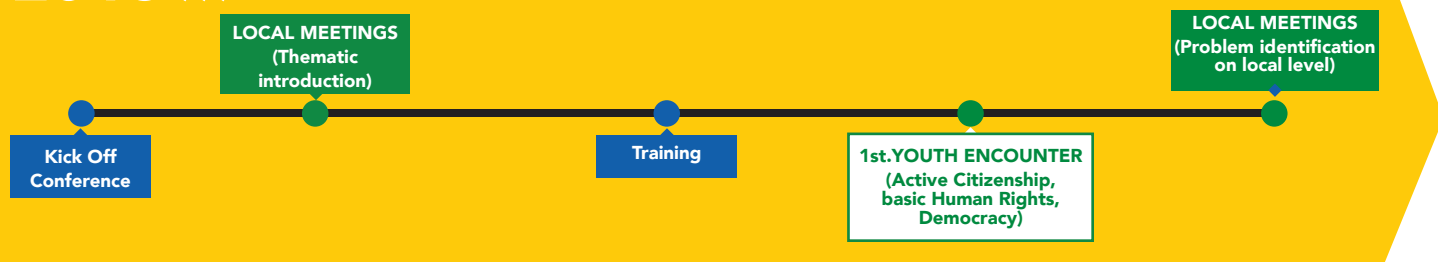 LOCAL MEETINGS
(Thematic
introduction)
LOCAL MEETINGS
(Problem identification
on local level)
Kick Off
Conference
Training
1st.YOUTH ENCOUNTER
(Active Citizenship,
basic Human Rights,
Democracy)